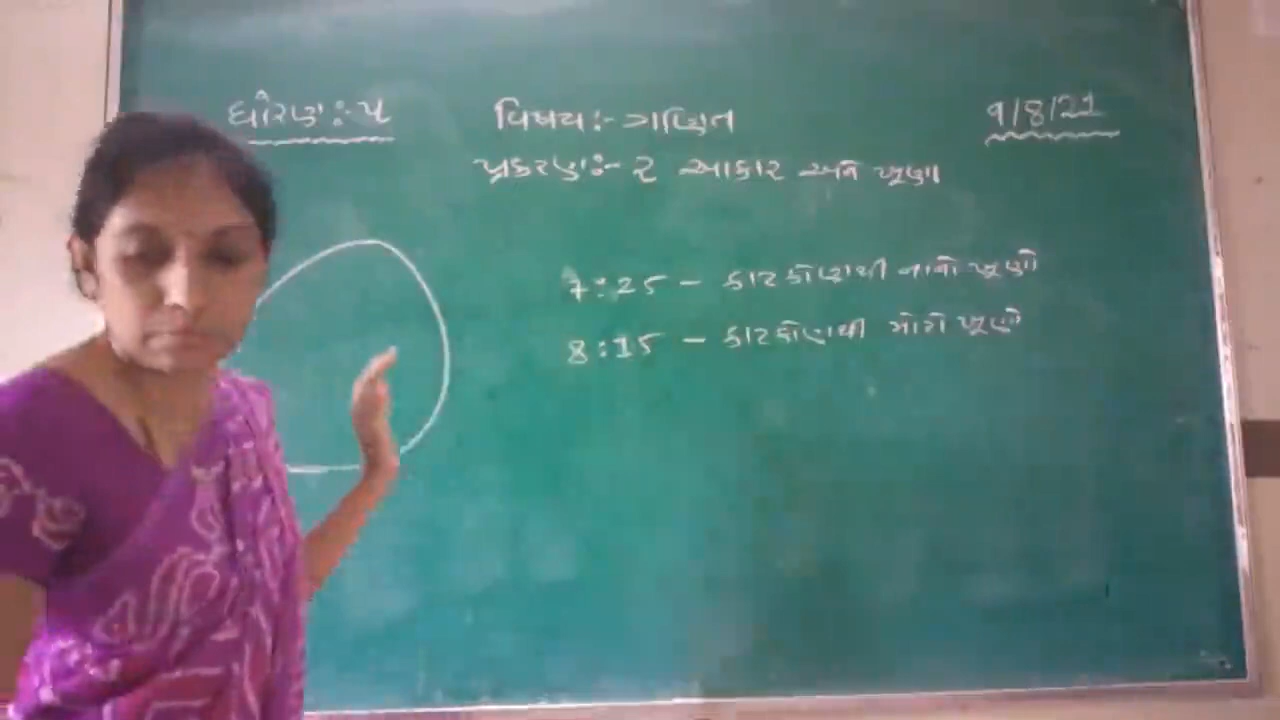 ધોરણ :- ૫
વિષય :- ગણિત
૧/8/21
પ્રકરણ :- ૨ આકાર અને ખૂણા
7:25 - કાટકોણથી નાનો ખૂણો
8:15 - કાટકોણથી મોટો ખૂણો